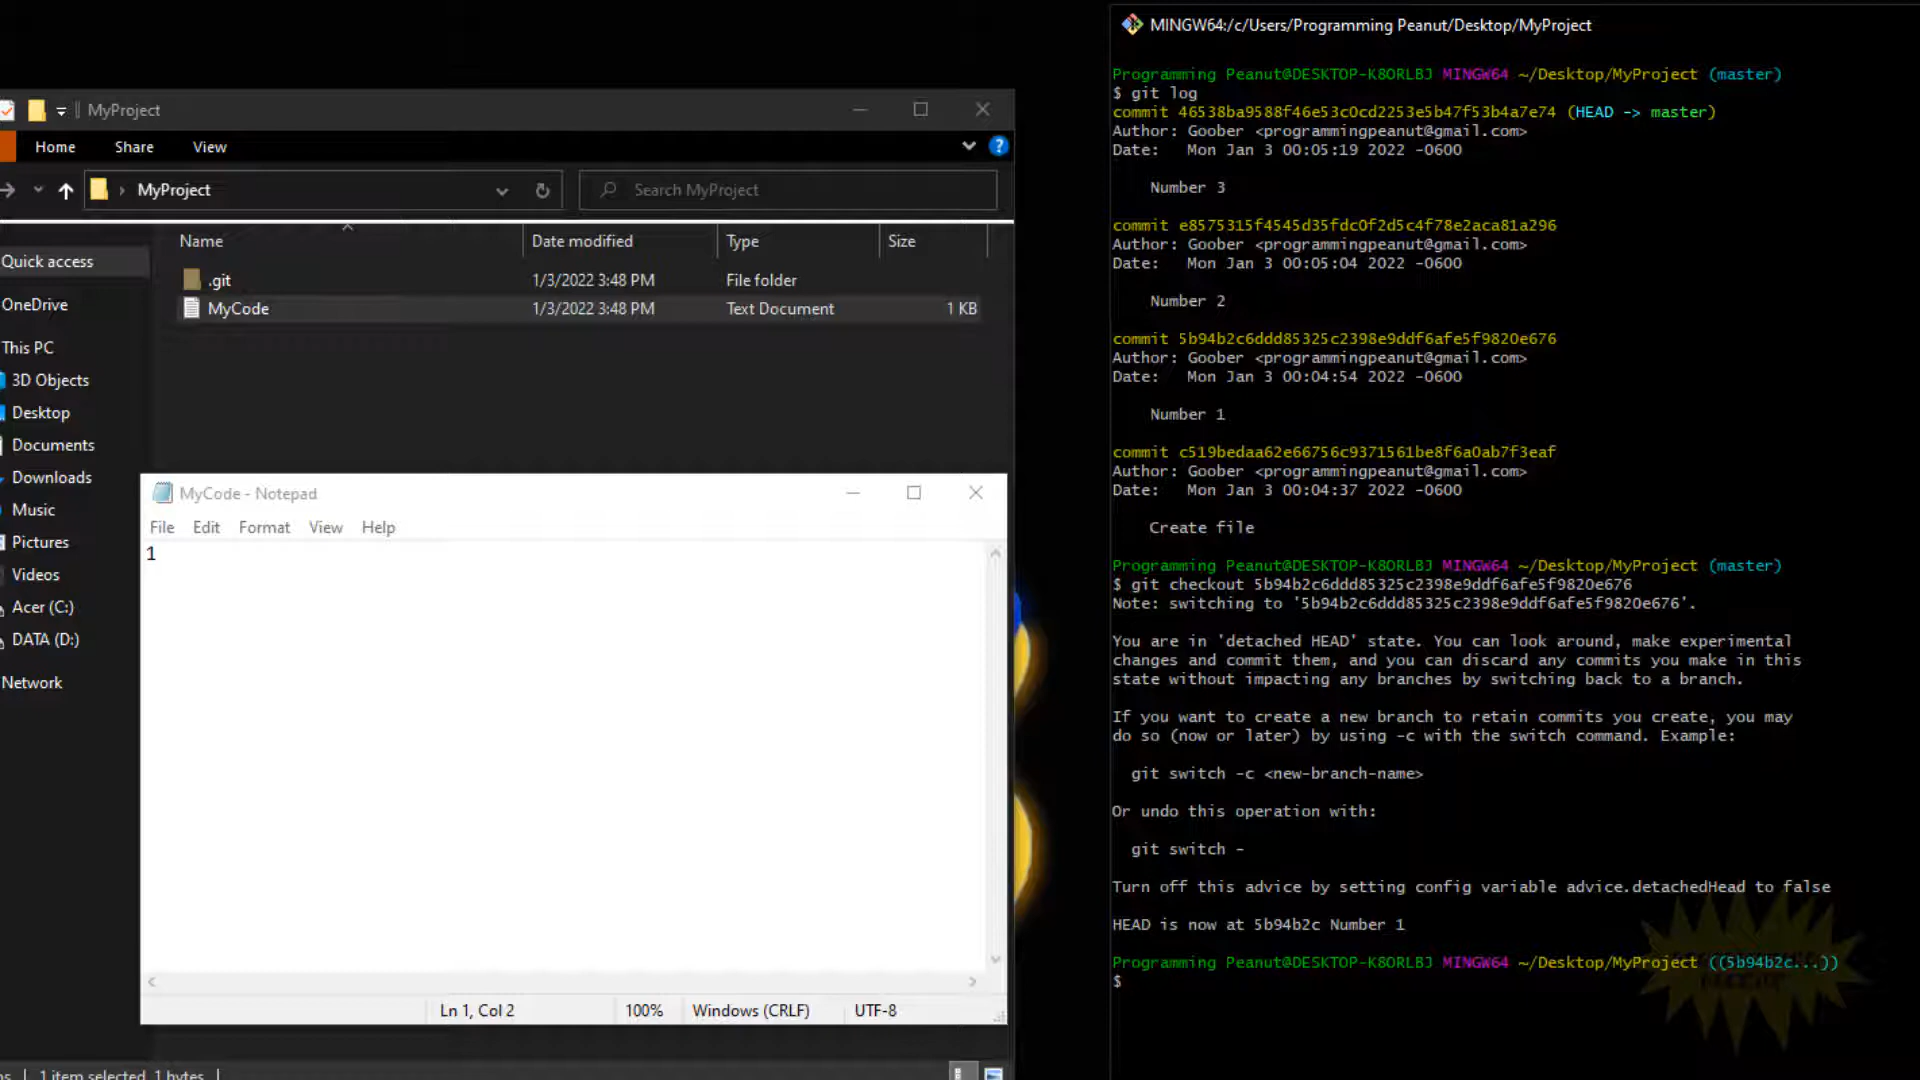 MyProject
Home Share View
MyProject
Search MyProject
Name Date modified Type Size
Quick access
.git 1/3/2022 3:48 PM File folder
MyCode 1/3/2022 3:48 PM Text Document 1 KB
OneDrive
This PC
3D Objects
Desktop
Documents
Downloads
Music
Pictures
Videos
Acer (C:)
DATA (D:)
Network
MyCode - Notepad
File Edit Format View Help
1
Ln 1, Col 2 100% Windows (CRLF) UTF-8
1 item selected 1 bytes
MINGW64:/c/Users/Programming Peanut/Desktop/MyProject
Programming Peanut@DESKTOP-K8ORLBJ MINGW64 ~/Desktop/MyProject (master)
$ git log
commit 46538ba9588f46e53c0cd2253e5b47f53b4a7e74 (HEAD -> master)
Author: Goober <programmingpeanut@gmail.com>
Date: Mon Jan 3 00:05:19 2022 -0600
Number 3
commit e8575315f4545d35fdc0f2d5c4f78e2aca81a296
Author: Goober <programmingpeanut@gmail.com>
Date: Mon Jan 3 00:05:04 2022 -0600
Number 2
commit 5b94b2c6ddd85325c2398e9ddf6afe5f9820e676
Author: Goober <programmingpeanut@gmail.com>
Date: Mon Jan 3 00:04:54 2022 -0600
Number 1
commit c519bedaa62e66756c9371561be8f6a0ab7f3eaf
Author: Goober <programmingpeanut@gmail.com>
Date: Mon Jan 3 00:04:37 2022 -0600
Create file
Programming Peanut@DESKTOP-K8ORLBJ MINGW64 ~/Desktop/MyProject (master)
$ git checkout 5b94b2c6ddd85325c2398e9ddf6afe5f9820e676
Note: switching to '5b94b2c6ddd85325c2398e9ddf6afe5f9820e676'.
You are in 'detached HEAD' state. You can look around, make experimental
changes and commit them, and you can discard any commits you make in this
state without impacting any branches by switching back to a branch.
If you want to create a new branch to retain commits you create, you may
do so (now or later) by using -c with the switch command. Example:
git switch -c <new-branch-name>
Or undo this operation with:
git switch -
Turn off this advice by setting config variable advice.detachedHead to false
HEAD is now at 5b94b2c Number 1
Programming Peanut@DESKTOP-K8ORLBJ MINGW64 ~/Desktop/MyProject ((5b94b2c...))
$